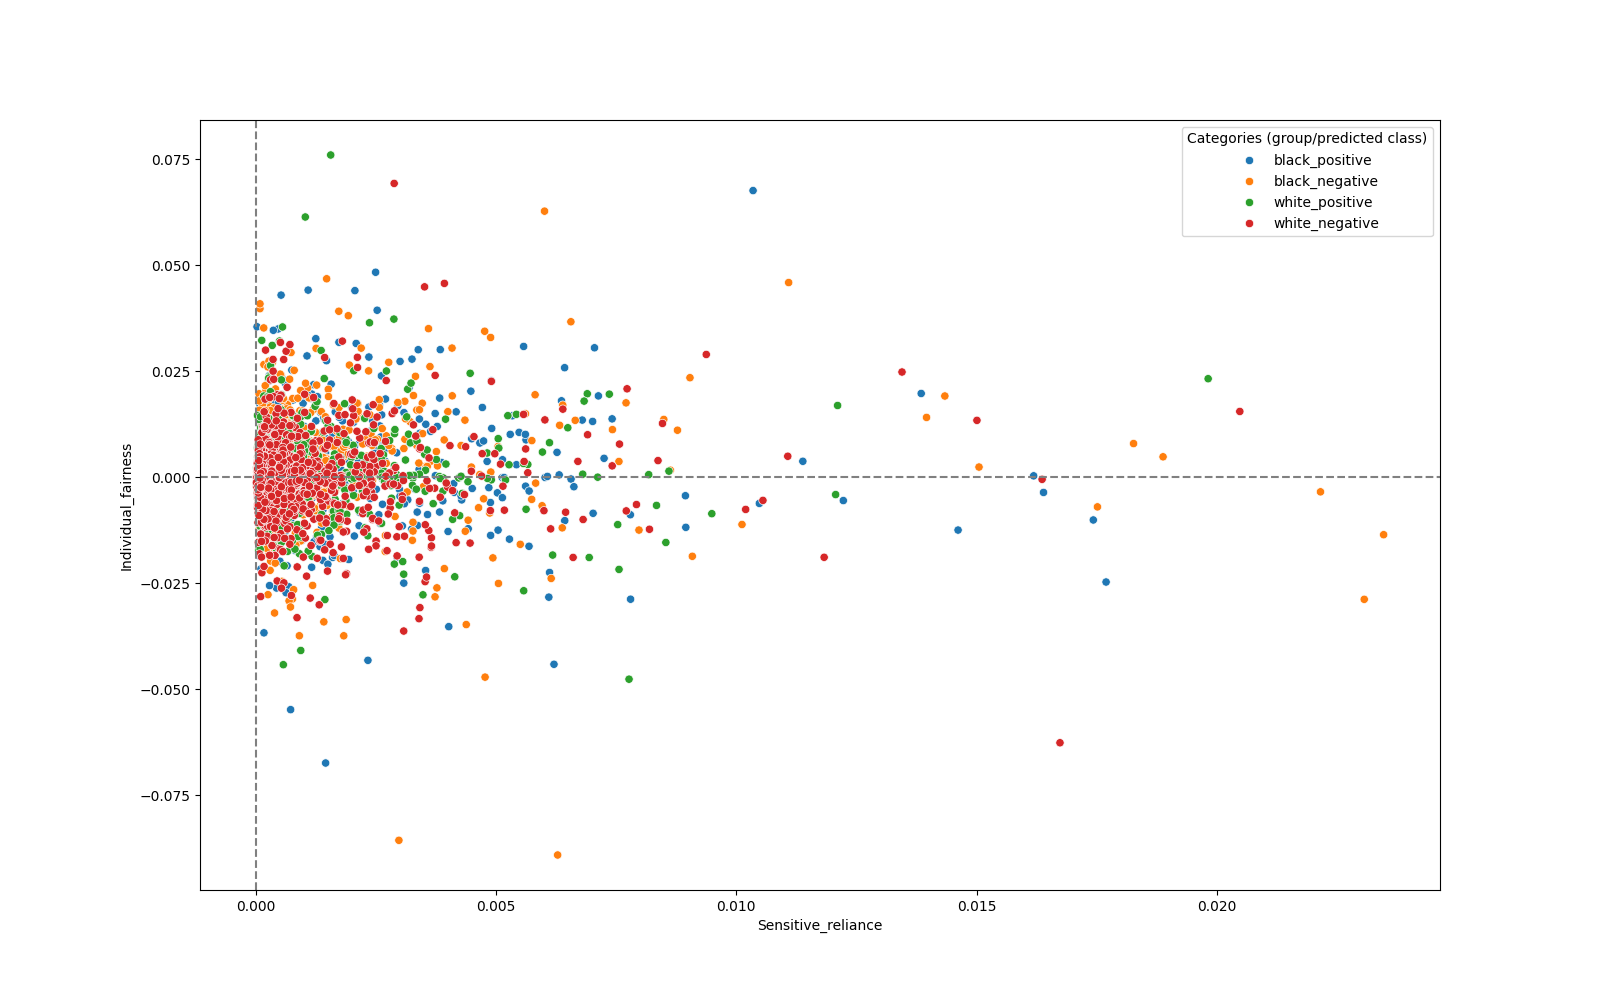 Categories (group/predicted class)
black_positive
black_negative
white_positive
white_negative
Individual_fairness
0.075
0.050
0.025
0.000
−0.025
−0.050
−0.075
0.000 0.005 0.010 0.015 0.020
Sensitive_reliance